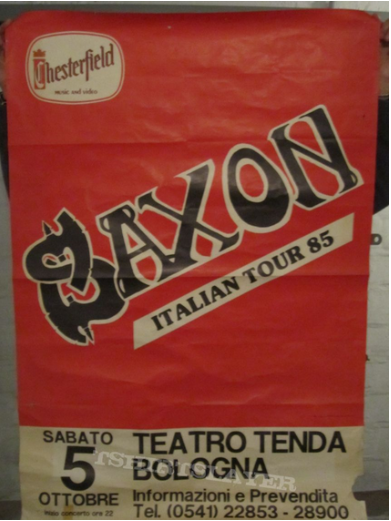 Chesterfield
music and video
SAXON
ITALIAN TOUR 85
SABATO
5
OTTOBRE
Inizio concerto ore 22
TEATRO TENDA
BOLOGNA
TSHIRTSLAYER
Informazioni e Prevendita
Tel. (0541) 22853 - 28900